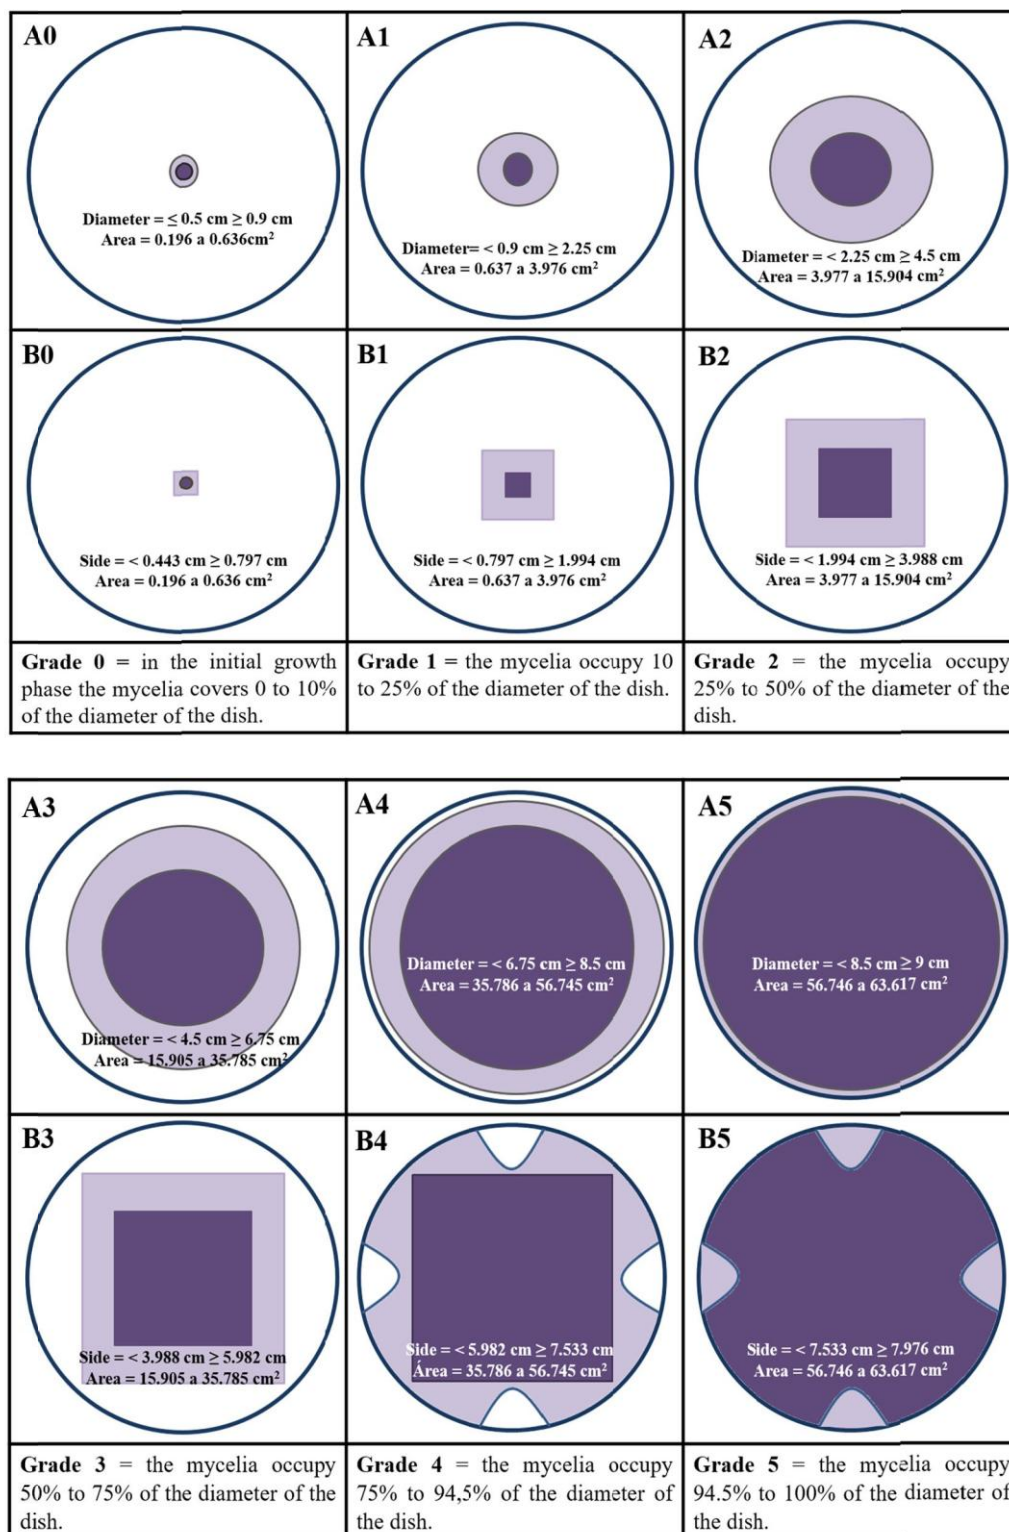 A0
Diameter = ≤ 0.5 cm ≥ 0.9 cm
Area = 0.196 a 0.636cm²
A1
Diameter= < 0.9 cm ≥ 2.25 cm
Area = 0.637 a 3.976 cm²
A2
Diameter = < 2.25 cm ≥ 4.5 cm
Area = 3.977 a 15.904 cm²
B0
Side = < 0.443 cm ≥ 0.797 cm
Area = 0.196 a 0.636 cm²
B1
Side = < 0.797 cm ≥ 1.994 cm
Area = 0.637 a 3.976 cm²
B2
Side = < 1.994 cm ≥ 3.988 cm
Area = 3.977 a 15.904 cm²
Grade 0 = in the initial growth
phase the mycelia covers 0 to 10%
of the diameter of the dish.
Grade 1 = the mycelia occupy 10
to 25% of the diameter of the dish.
Grade 2 = the mycelia occupy
25% to 50% of the diameter of the
dish.
A3
Diameter = < 4.5 cm ≥ 6.75 cm
Area = 15.905 a 35.785 cm²
A4
Diameter = < 6.75 cm ≥ 8.5 cm
Area = 35.786 a 56.745 cm²
A5
Diameter = < 8.5 cm ≥ 9 cm
Area = 56.746 a 63.617 cm²
B3
Side = < 3.988 cm ≥ 5.982 cm
Area = 15.905 a 35.785 cm²
B4
Side = < 5.982 cm ≥ 7.533 cm
Área = 35.786 a 56.745 cm²
B5
Side = < 7.533 cm ≥ 7.976 cm
Area = 56.746 a 63.617 cm²
Grade 3 = the mycelia occupy
50% to 75% of the diameter of the
dish.
Grade 4 = the mycelia occupy
75% to 94,5% of the diameter of
the dish.
Grade 5 = the mycelia occupy
94.5% to 100% of the diameter of
the dish.